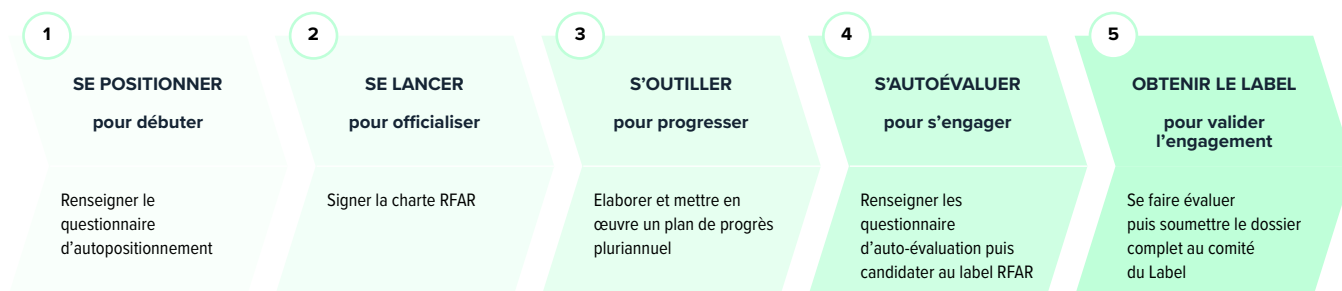 1
SE POSITIONNER
pour débuter
Renseigner le
questionnaire
d’autopositionnement
2
SE LANCER
pour officialiser
Signer la charte RFAR
3
S’OUTILLER
pour progresser
Elaborer et mettre en
œuvre un plan de progrès
pluriannuel
4
S’AUTOÉVALUER
pour s’engager
Renseigner les
questionnaire
d’auto-évaluation puis
candidater au label RFAR
5
OBTENIR LE LABEL
pour valider
l’engagement
Se faire évaluer
puis soumettre le dossier
complet au comité
du Label